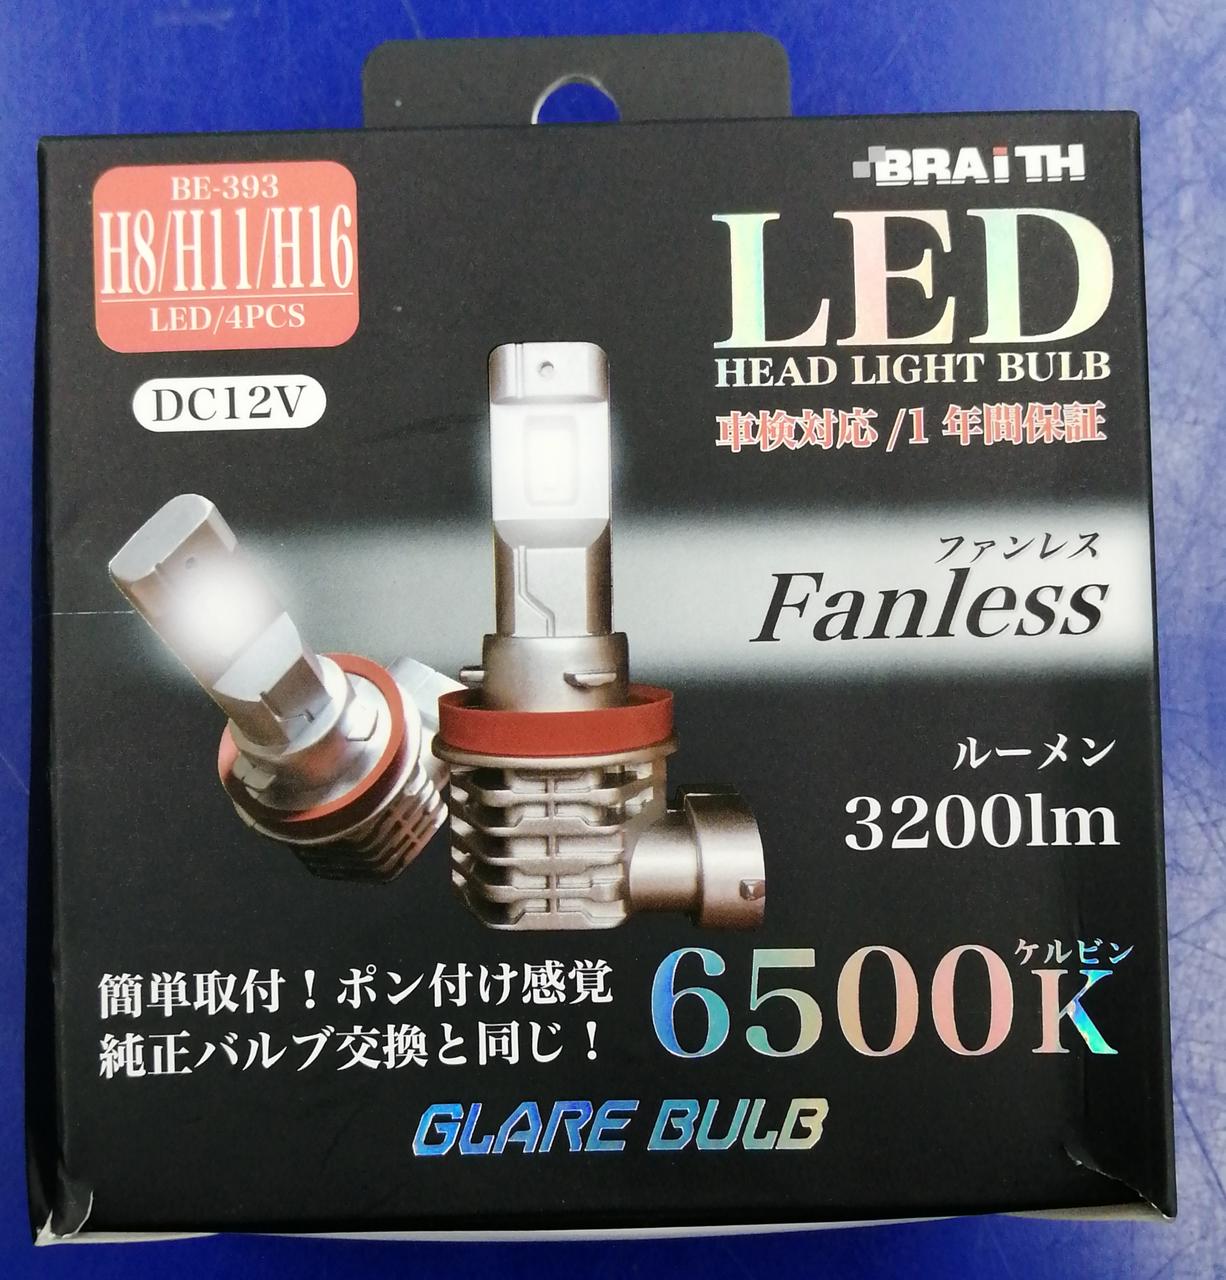 BE-393
H8/H11/H16
LED/4PCS
DC12V
BRAiTH
LED
HEAD LIGHT BULB
車検対応/1年間保証
ファンレス
Fanless
ルーメン
3200lm
簡単取付！ポン付け感覚
純正バルブ交換と同じ！
ケルビン
6500K
GLARE BULB